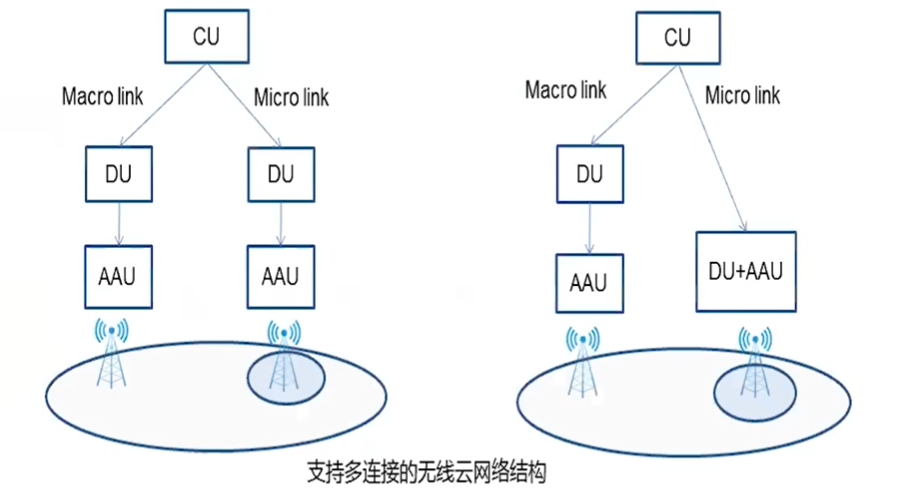 CU
Macro link
Micro link
DU
DU
AAU
AAU
CU
Macro link
Micro link
DU
AAU
DU+AAU
支持多连接的无线云网络结构